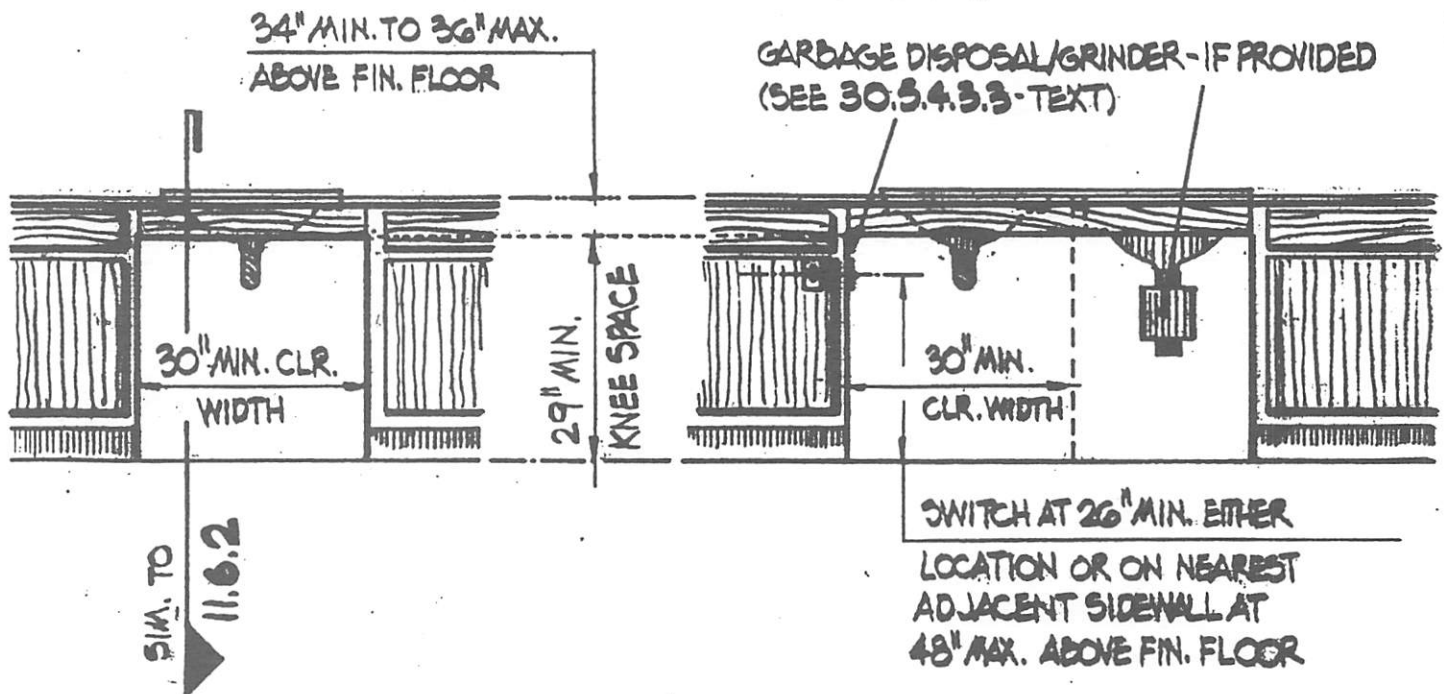 34" MIN. TO 36" MAX.
ABOVE FIN. FLOOR
GARBAGE DISPOSAL/GRINDER-IF PROVIDED
(SEE 30.5.4.3.3-TEXT)
30" MIN. CLR.
WIDTH
29" MIN.
KNEE SPACE
30" MIN.
CLR. WIDTH
SIM. TO
11.6.2
SWITCH AT 26" MIN. EITHER
LOCATION OR ON NEAREST
ADJACENT SIDEWALL AT
48" MAX. ABOVE FIN. FLOOR